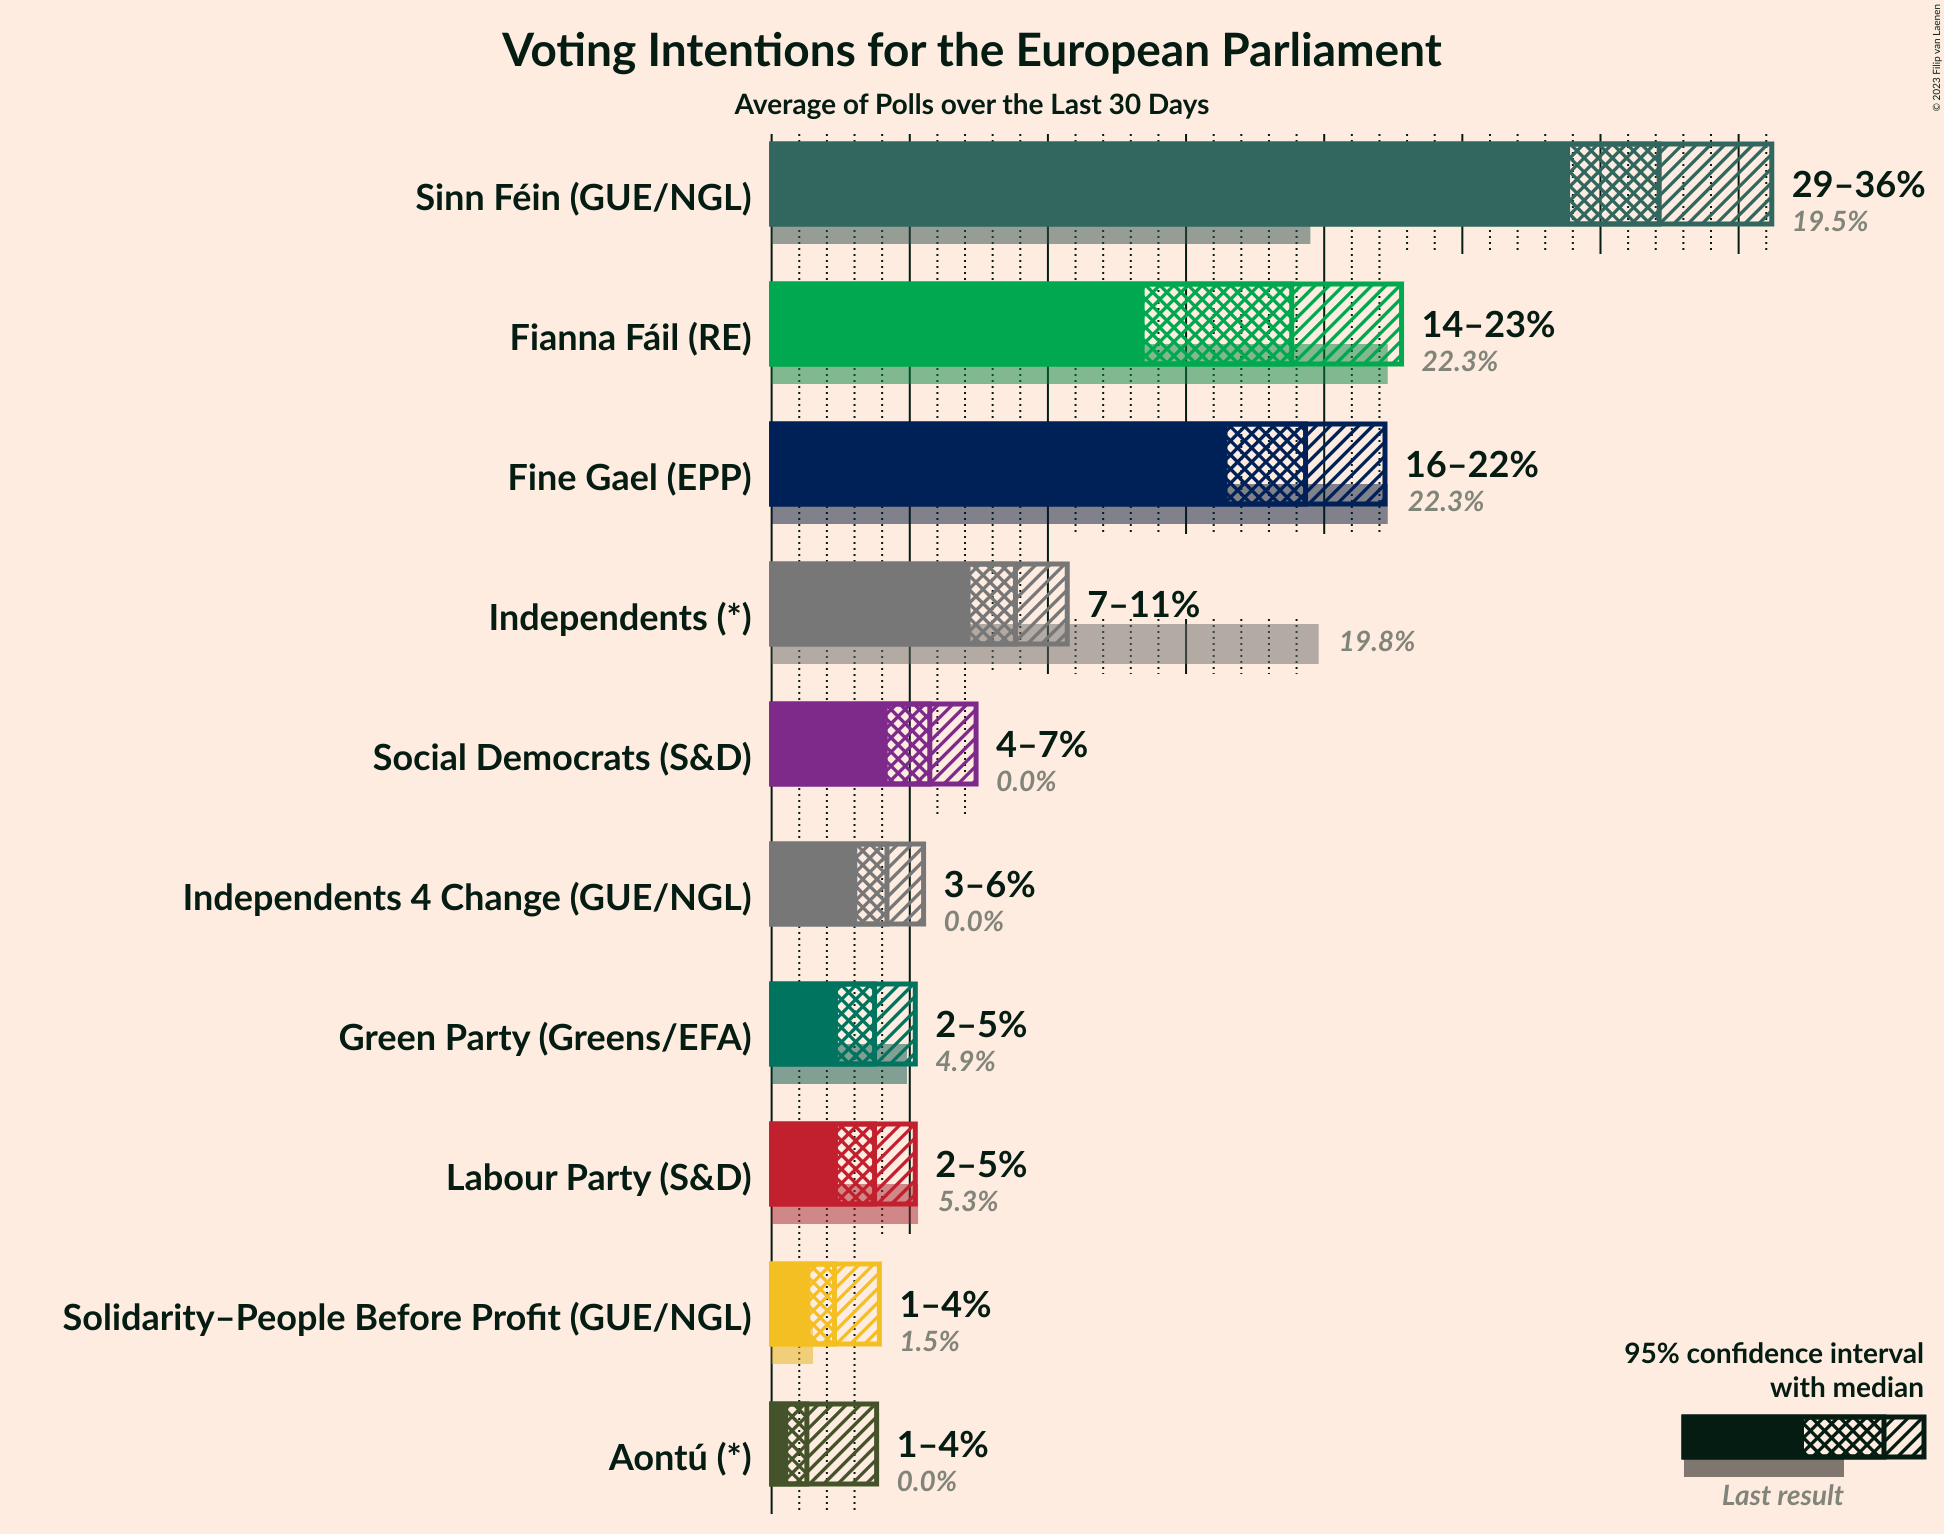 Voting Intentions for the European Parliament
Average of Polls over the Last 30 Days
© 2023 Filip van Laenen
Sinn Féin (GUE/NGL)
29–36%
19.5%
Fianna Fáil (RE)
14–23%
22.3%
Fine Gael (EPP)
16–22%
22.3%
Independents (*)
7–11%
19.8%
Social Democrats (S&D)
4–7%
0.0%
Independents 4 Change (GUE/NGL)
3–6%
0.0%
Green Party (Greens/EFA)
2–5%
4.9%
Labour Party (S&D)
2–5%
5.3%
Solidarity–People Before Profit (GUE/NGL)
1–4%
1.5%
Aontú (*)
1–4%
0.0%
95% confidence interval
with median
Last result